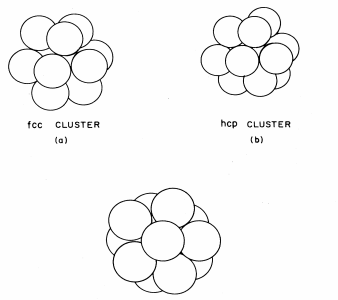 fcc CLUSTER
(a)
hcp CLUSTER
(b)